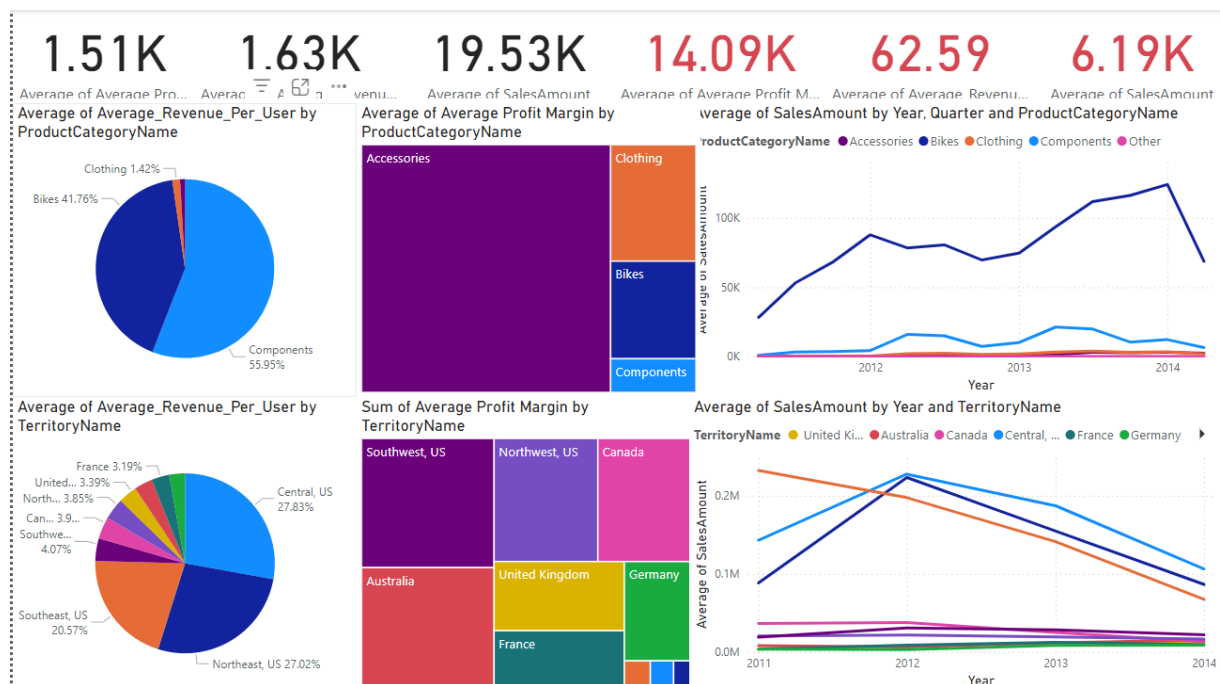 1.51K
1.63K
19.53K
14.09K
62.59
6.19K
Average of Average Pro...
Average of SalesAmount
Average of Average Profit M...
Average of Average_Revenu...
Average of SalesAmount
Average of Average_Revenue_Per_User by
ProductCategoryName
Clothing 1.42%
Bikes 41.76%
Components
55.95%
Average of Average Profit Margin by
ProductCategoryName
Accessories
Clothing
Bikes
Components
Average of SalesAmount by Year, Quarter and ProductCategoryName
ProductCategoryName Accessories Bikes Clothing Components Other
Average of SalesAmount
100K
50K
0K
2012 2013 2014
Year
Average of Average_Revenue_Per_User by
TerritoryName
France 3.19%
United... 3.39%
North... 3.85%
Can... 3.9...
Southwe...
4.07%
Southeast, US
20.57%
Central, US
27.83%
Northeast, US 27.02%
Sum of Average Profit Margin by
TerritoryName
Southwest, US
Northwest, US
Canada
Australia
United Kingdom
Germany
France
Average of SalesAmount by Year and TerritoryName
TerritoryName United Ki... Australia Canada Central, ... France Germany
Average of SalesAmount
0.2M
0.1M
0.0M
2011 2012 2013 2014
Year